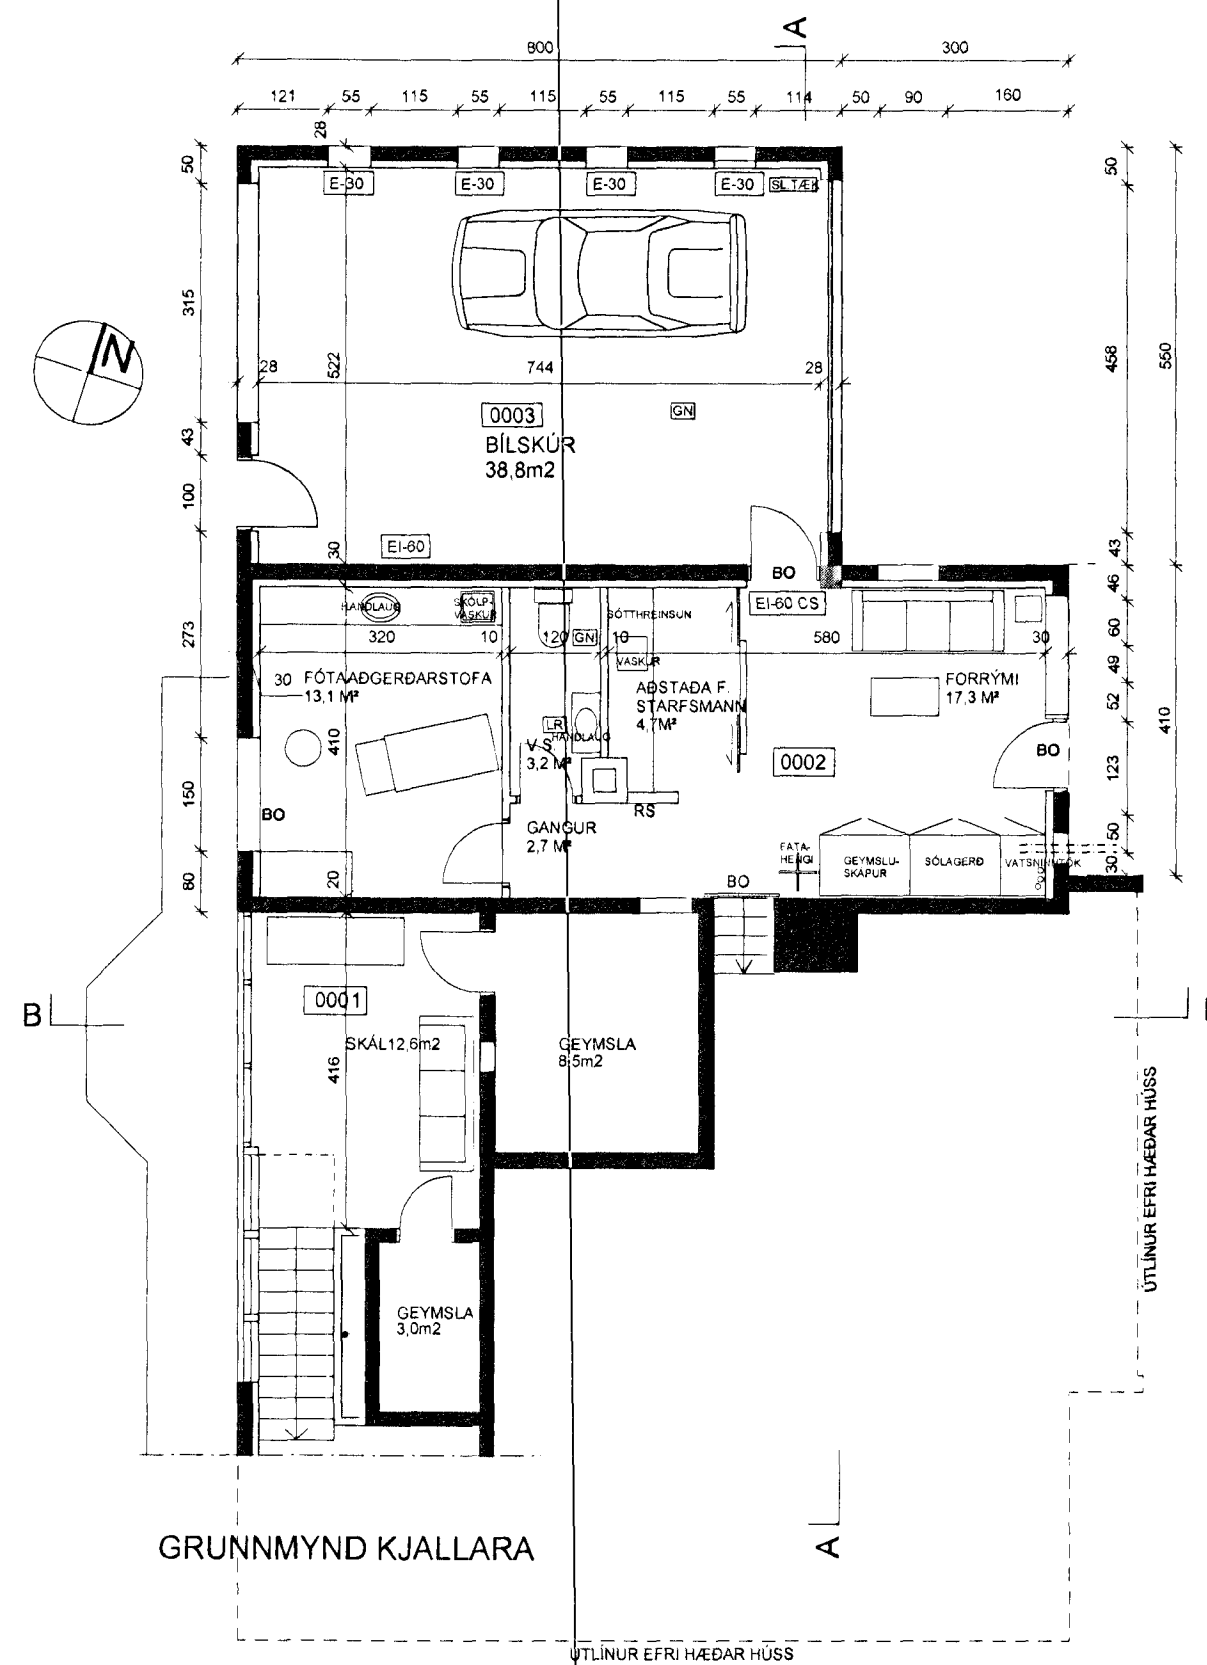 A
800
300
121
55
115
55
115
55
115
55
114
50
90
160
28
50
E-30
E-30
E-30
E-30
SL.TÆK
50
N
315
522
28
744
28
458
550
0003
GN
BÍLSKÚR
38,8m2
43
100
30
EI-60
BO
EI-60 CS
43
46
HANDLAUG
SKOLP-
VASKUR
SÓTTHREINSUN
273
320
10
120
GN
10
580
30
60
VASKUR
49
30
FÓTAAÐGERÐARSTOFA
13,1 M²
AÐSTAÐA F.
STARFSMANN
4,7M²
FORRÝMI
17,3 M²
52
410
LR
HANDLAUG
V.S.
3,2 M²
410
0002
BO
123
150
BO
RS
GANGUR
2,7 M²
50
FATA-
HENGI
GEYMSLU-
SKÁPUR
SÓLAGERÐ
VATSNINNTÖK
30
80
20
BO
0001
B
SKÁL12,6m2
GEYMSLA
8,5m2
416
ÚTLÍNUR EFRI HÆÐAR HÚSS
GEYMSLA
3,0m2
A
GRUNNMYND KJALLARA
ÚTLÍNUR EFRI HÆÐAR HÚSS